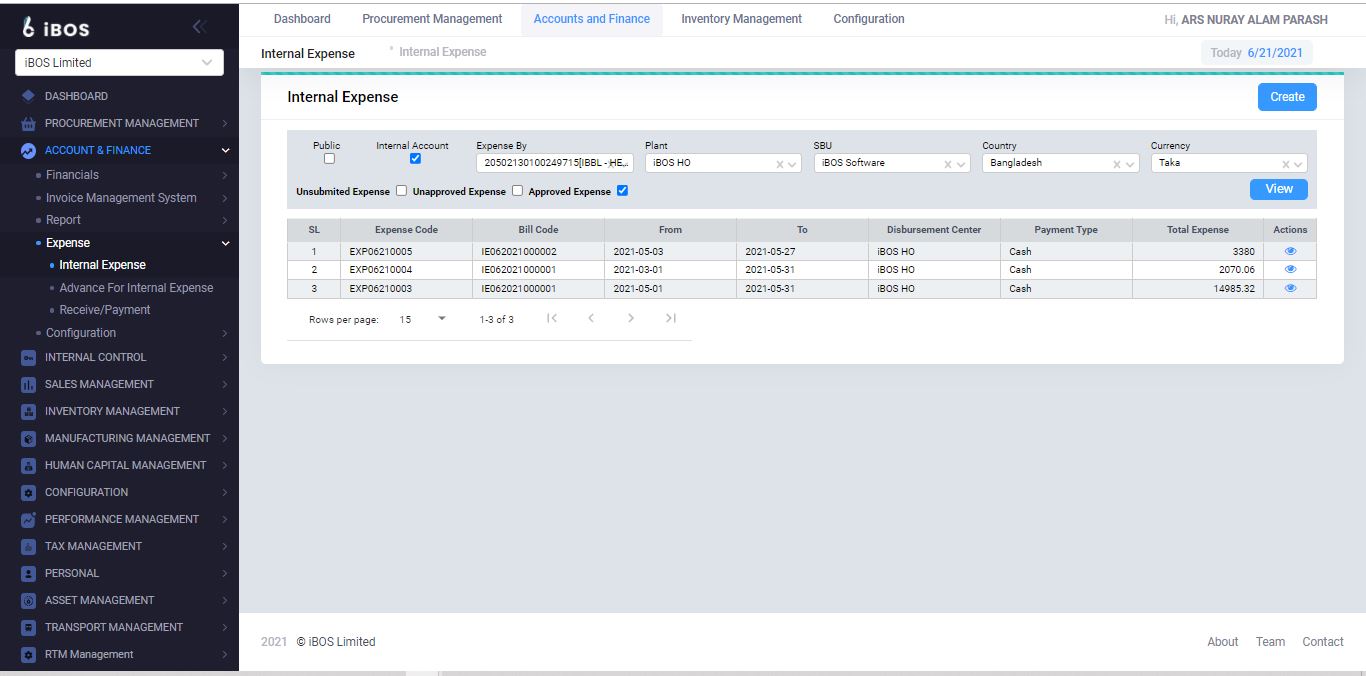 iBOS
iBOS Limited
DASHBOARD
PROCUREMENT MANAGEMENT
ACCOUNT & FINANCE
Financials
Invoice Management System
Report
Expense
Internal Expense
Advance For Internal Expense
Receive/Payment
Configuration
INTERNAL CONTROL
SALES MANAGEMENT
INVENTORY MANAGEMENT
MANUFACTURING MANAGEMENT
HUMAN CAPITAL MANAGEMENT
CONFIGURATION
PERFORMANCE MANAGEMENT
TAX MANAGEMENT
PERSONAL
ASSET MANAGEMENT
TRANSPORT MANAGEMENT
RTM Management
Dashboard Procurement Management Accounts and Finance Inventory Management Configuration Hi, ARS NURAY ALAM PARASH
Internal Expense Internal Expense Today 6/21/2021
Internal Expense Create
Public Internal Account Expense By Plant SBU Country Currency
20502130100249715[IBBL - HE... iBOS HO iBOS Software Bangladesh Taka
Unsubmited Expense Unapproved Expense Approved Expense View
SL Expense Code Bill Code From To Disbursement Center Payment Type Total Expense Actions
1 EXP06210005 IE062021000002 2021-05-03 2021-05-27 iBOS HO Cash 3380
2 EXP06210004 IE062021000001 2021-03-01 2021-05-31 iBOS HO Cash 2070.06
3 EXP06210003 IE062021000001 2021-05-01 2021-05-31 iBOS HO Cash 14985.32
Rows per page: 15 1-3 of 3
2021 © iBOS Limited About Team Contact